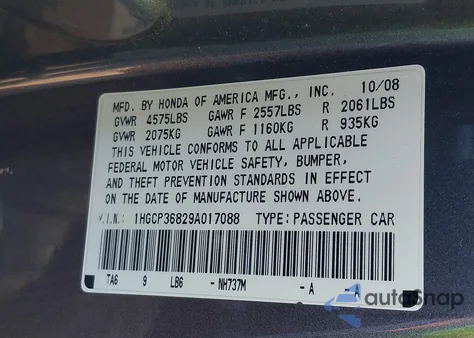 MFD. BY HONDA OF AMERICA MFG., INC. 10/08
GVWR 4575LBS GAWR F 2557LBS R 2061LBS
GVWR 2075KG GAWR F 1160KG R 935KG
THIS VEHICLE CONFORMS TO ALL APPLICABLE
FEDERAL MOTOR VEHICLE SAFETY, BUMPER,
AND THEFT PREVENTION STANDARDS IN EFFECT
ON THE DATE OF MANUFACTURE SHOWN ABOVE.
V.I.N.: 1HGCP36829A017088 TYPE: PASSENGER CAR
TA6 9 LB6 - NH737M - A - A
autoSnap